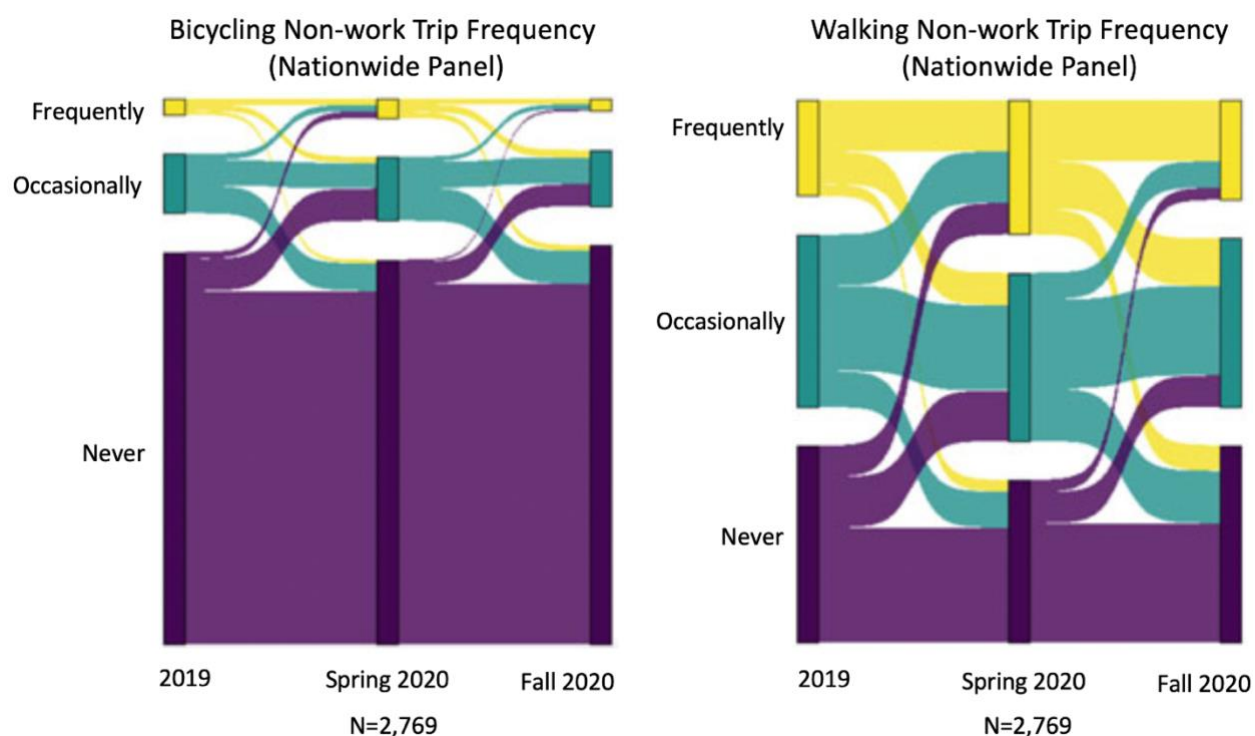 Bicycling Non-work Trip Frequency
(Nationwide Panel)
Frequently
Occasionally
Never
2019
Spring 2020
Fall 2020
N=2,769
Walking Non-work Trip Frequency
(Nationwide Panel)
Frequently
Occasionally
Never
2019
Spring 2020
Fall 2020
N=2,769